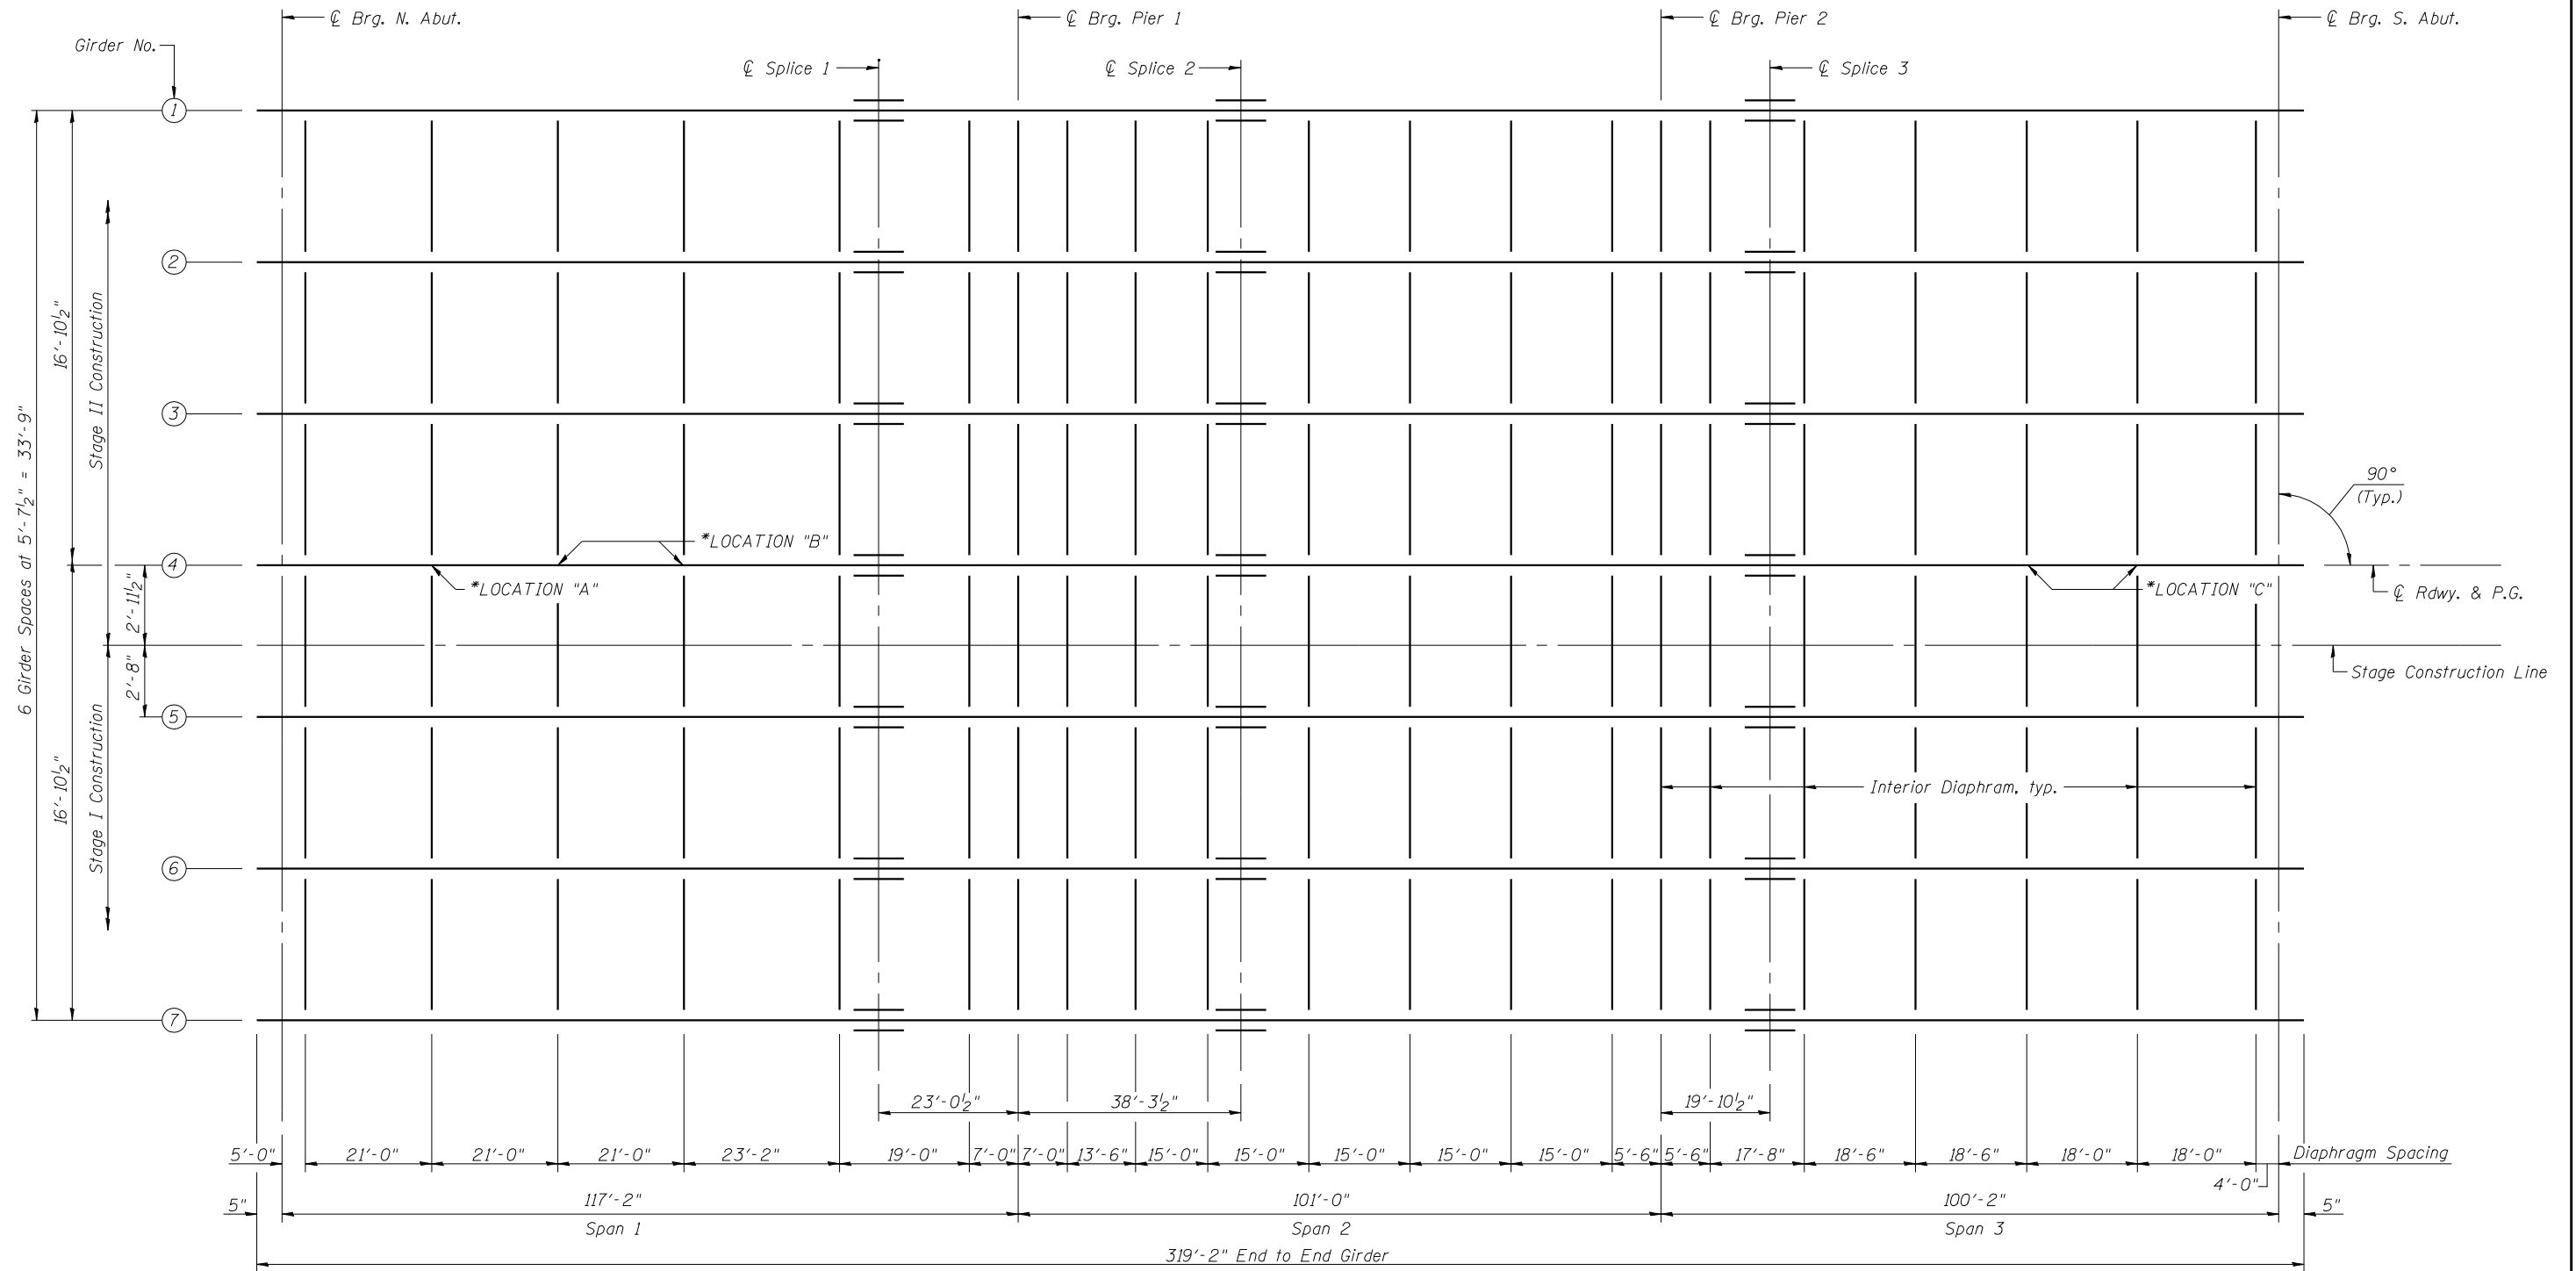 ℄ Brg. N. Abut.
℄ Brg. Pier 1
℄ Brg. Pier 2
℄ Brg. S. Abut.
Girder No.
℄ Splice 1
℄ Splice 2
℄ Splice 3
1
2
3
4
5
6
7
6 Girder Spaces at 5'-7½" = 33'-9"
16'-10½"
16'-10½"
Stage II Construction
Stage I Construction
2'-11½"
2'-8"
*LOCATION "B"
*LOCATION "A"
*LOCATION "C"
90°
(Typ.)
℄ Rdwy. & P.G.
Stage Construction Line
Interior Diaphram, typ.
23'-0½"
38'-3½"
19'-10½"
5'-0"
21'-0"
21'-0"
21'-0"
23'-2"
19'-0"
7'-0"
7'-0"
13'-6"
15'-0"
15'-0"
15'-0"
15'-0"
15'-0"
5'-6"
5'-6"
17'-8"
18'-6"
18'-6"
18'-0"
18'-0"
Diaphragm Spacing
4'-0"
5"
117'-2"
101'-0"
100'-2"
5"
Span 1
Span 2
Span 3
319'-2" End to End Girder